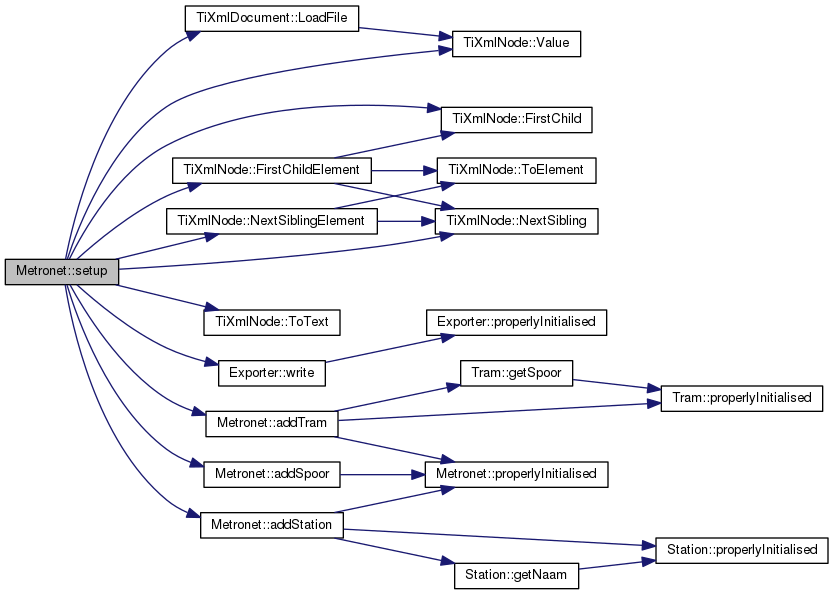 TiXmlDocument::LoadFile
TiXmlNode::Value
TiXmlNode::FirstChild
TiXmlNode::FirstChildElement
TiXmlNode::ToElement
TiXmlNode::NextSiblingElement
TiXmlNode::NextSibling
Metronet::setup
TiXmlNode::ToText
Exporter::properlyInitialised
Exporter::write
Tram::getSpoor
Tram::properlyInitialised
Metronet::addTram
Metronet::addSpoor
Metronet::properlyInitialised
Metronet::addStation
Station::properlyInitialised
Station::getNaam